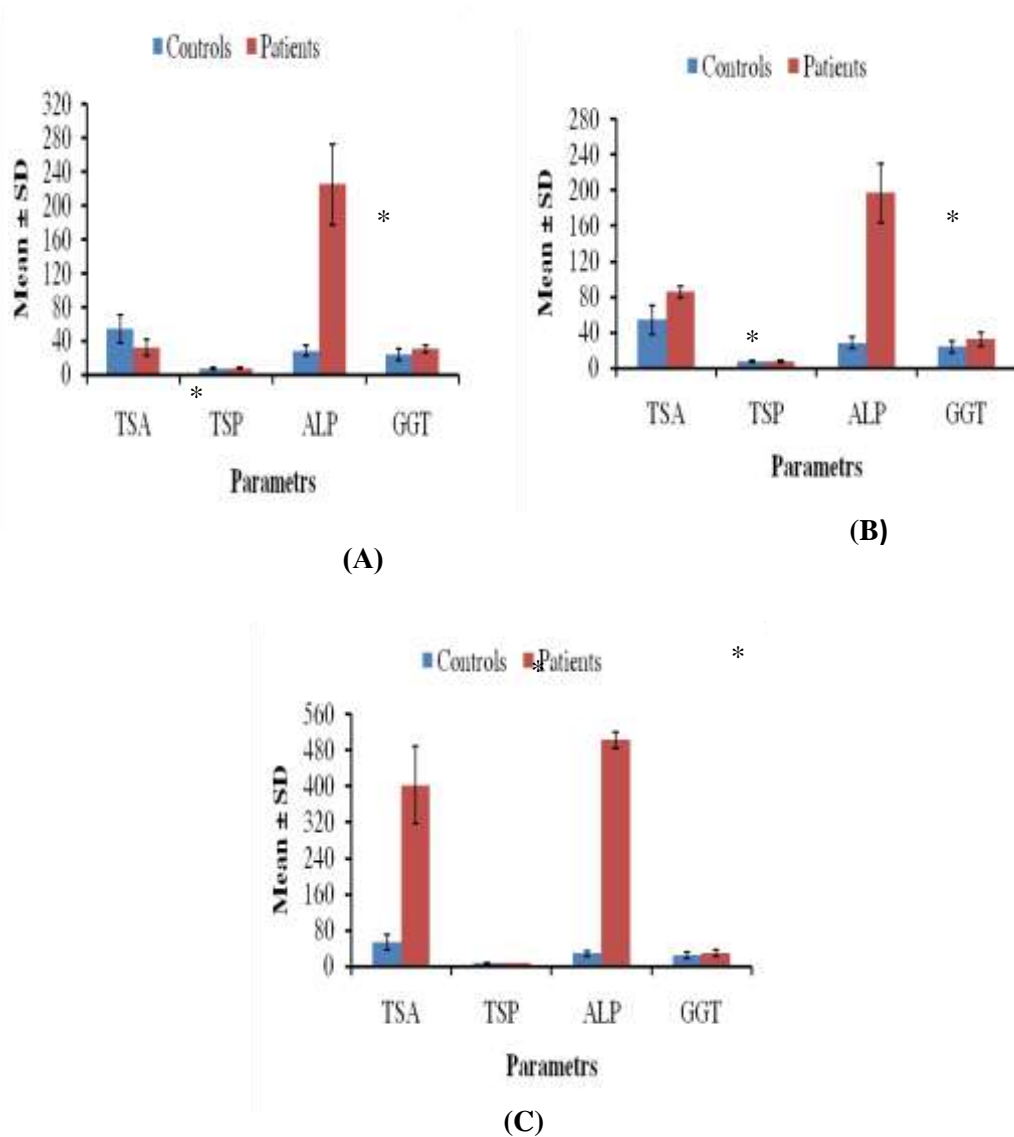 Controls Patients
Mean ± SD
320
280
240
200
160
120
80
40
0
*
*
TSA TSP ALP GGT
Parametrs
(A)
Controls Patients
Mean ± SD
280
240
200
160
120
80
40
0
*
*
TSA TSP ALP GGT
Parametrs
(B)
Controls Patients
*
*
Mean ± SD
560
480
400
320
240
160
80
0
TSA TSP ALP GGT
Parametrs
(C)